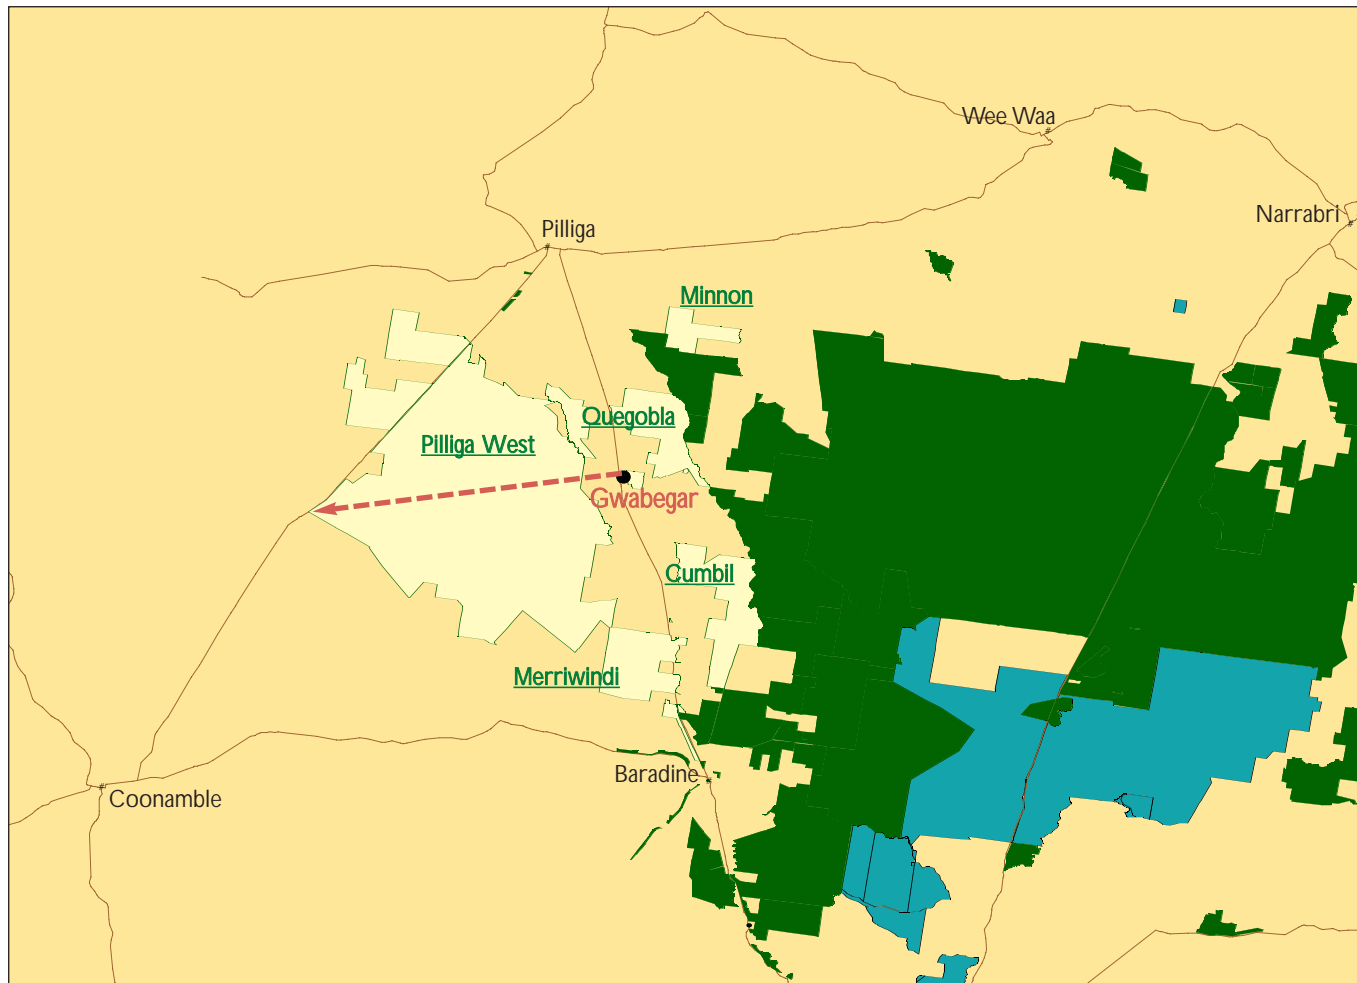 Wee Waa
Narrabri
Pilliga
Minnon
Quegobla
Pilliga West
Gwabegar
Cumbil
Merriwindi
Baradine
Coonamble